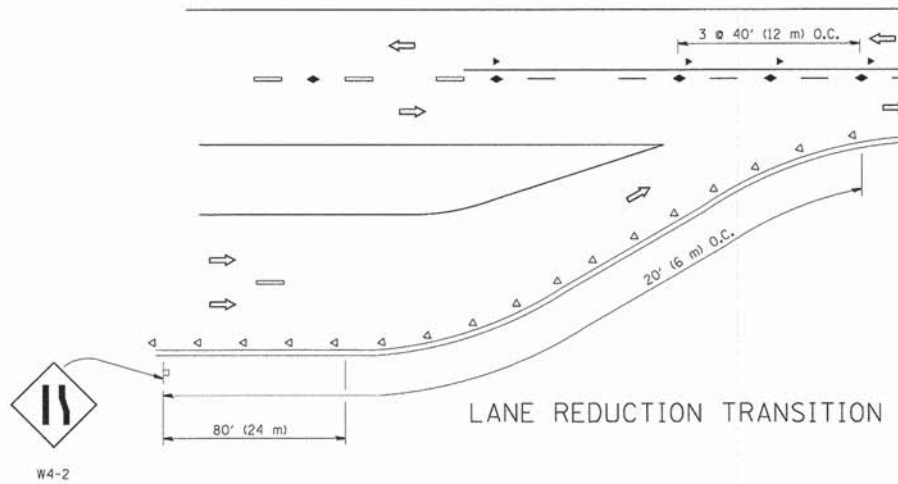 3 @ 40' (12 m) O.C.
20' (6 m) O.C.
LANE REDUCTION TRANSITION
80' (24 m)
W4-2